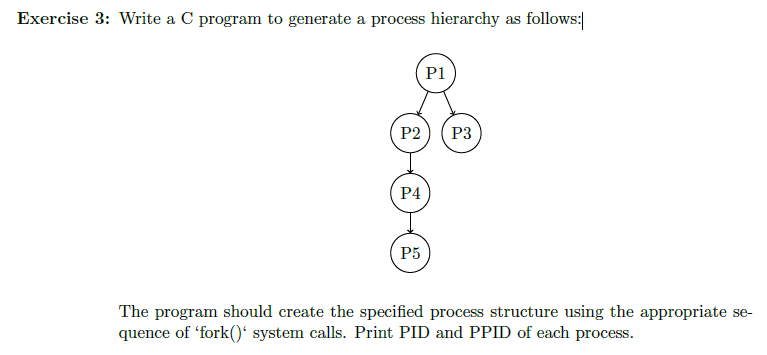 Exercise 3: Write a C program to generate a process hierarchy as follows:
P1
P2 P3
P4
P5
The program should create the specified process structure using the appropriate se-
quence of ‘fork()‘ system calls. Print PID and PPID of each process.